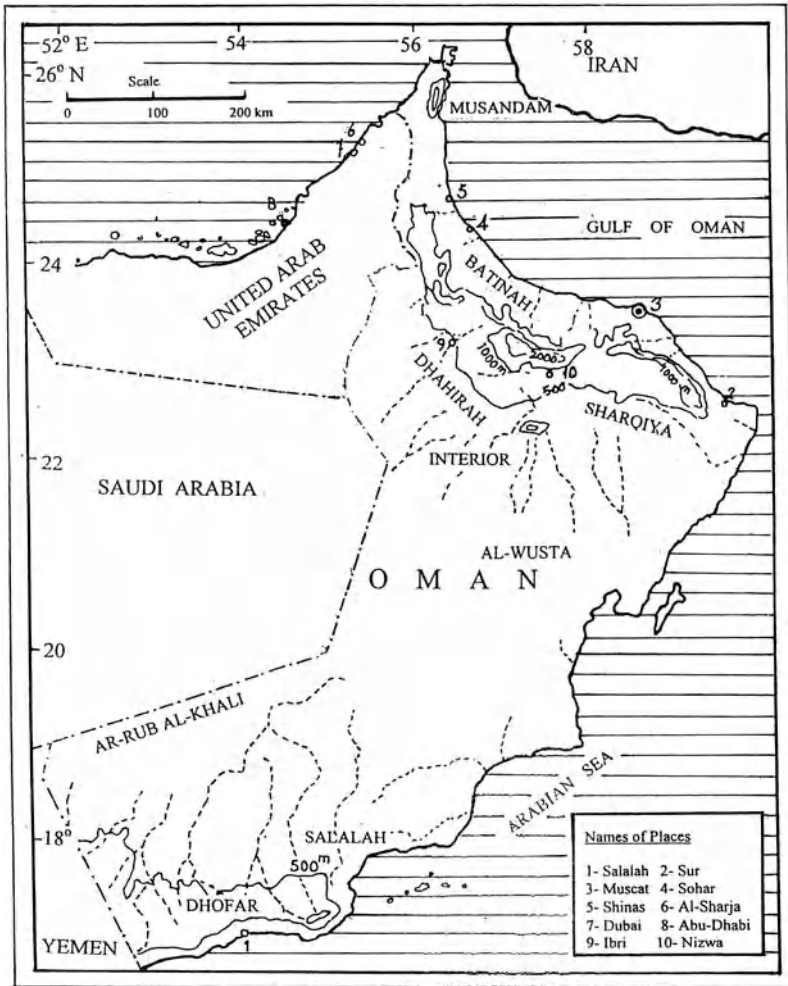 52° E 54 56 58
26° N
IRAN
Scale
0 100 200 km
MUSANDAM
6
7
5
8
4
GULF OF OMAN
24
BATINAH
UNITED ARAB
EMIRATES
3
9
1000m
2000
10
500
1000m
2
DHAHIRAH
SHARQIYA
22
INTERIOR
SAUDI ARABIA
AL-WUSTA
OMAN
20
AR-RUB AL-KHALI
ARABIAN SEA
18°
SALALAH
500m
DHOFAR
YEMEN
1
Names of Places
1- Salalah 2- Sur
3- Muscat 4- Sohar
5- Shinas 6- Al-Sharja
7- Dubai 8- Abu-Dhabi
9- Ibri 10- Nizwa